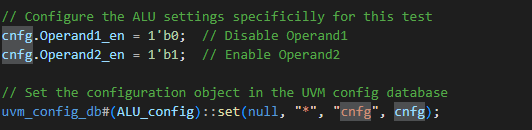 // Configure the ALU settings specificilly for this test
cnfg.Operand1_en = 1'b0;  // Disable Operand1
cnfg.Operand2_en = 1'b1;  // Enable Operand2

// Set the configuration object in the UVM config database
uvm_config_db#(ALU_config)::set(null, "*", "cnfg", cnfg);